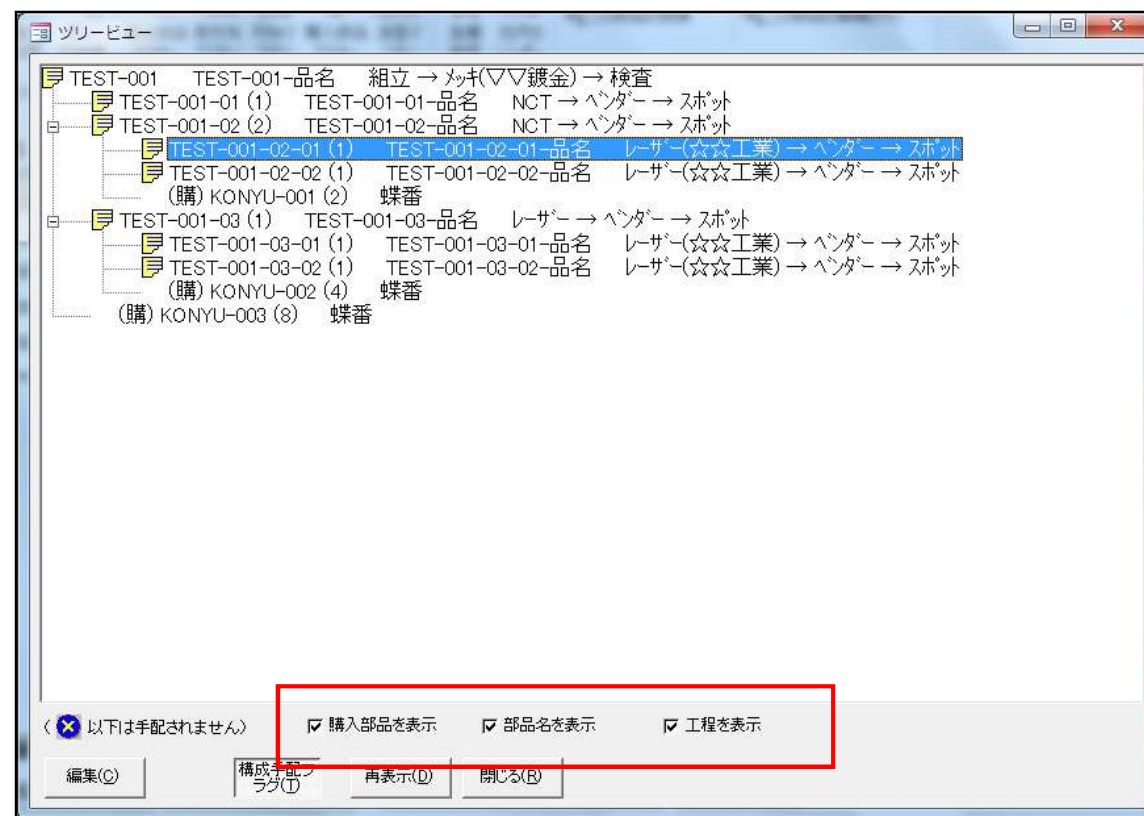 ツリービュー
TEST-001 TEST-001-品名 組立 → ﾒｯｷ(▽▽鍍金) → 検査
TEST-001-01 (1) TEST-001-01-品名 NCT → ﾍﾞﾝﾀﾞｰ → ｽﾎﾟｯﾄ
TEST-001-02 (2) TEST-001-02-品名 NCT → ﾍﾞﾝﾀﾞｰ → ｽﾎﾟｯﾄ
TEST-001-02-01 (1) TEST-001-02-01-品名 ﾚｰｻﾞｰ(☆☆工業) → ﾍﾞﾝﾀﾞｰ → ｽﾎﾟｯﾄ
TEST-001-02-02 (1) TEST-001-02-02-品名 ﾚｰｻﾞｰ(☆☆工業) → ﾍﾞﾝﾀﾞｰ → ｽﾎﾟｯﾄ
(購) KONYU-001 (2) 蝶番
TEST-001-03 (1) TEST-001-03-品名 ﾚｰｻﾞｰ → ﾍﾞﾝﾀﾞｰ → ｽﾎﾟｯﾄ
TEST-001-03-01 (1) TEST-001-03-01-品名 ﾚｰｻﾞｰ(☆☆工業) → ﾍﾞﾝﾀﾞｰ → ｽﾎﾟｯﾄ
TEST-001-03-02 (1) TEST-001-03-02-品名 ﾚｰｻﾞｰ(☆☆工業) → ﾍﾞﾝﾀﾞｰ → ｽﾎﾟｯﾄ
(購) KONYU-002 (4) 蝶番
(購) KONYU-003 (8) 蝶番
( 以下は手配されません) 購入部品を表示 部品名を表示 工程を表示
編集(C) 構成手配フラグ(T) 再表示(D) 閉じる(R)